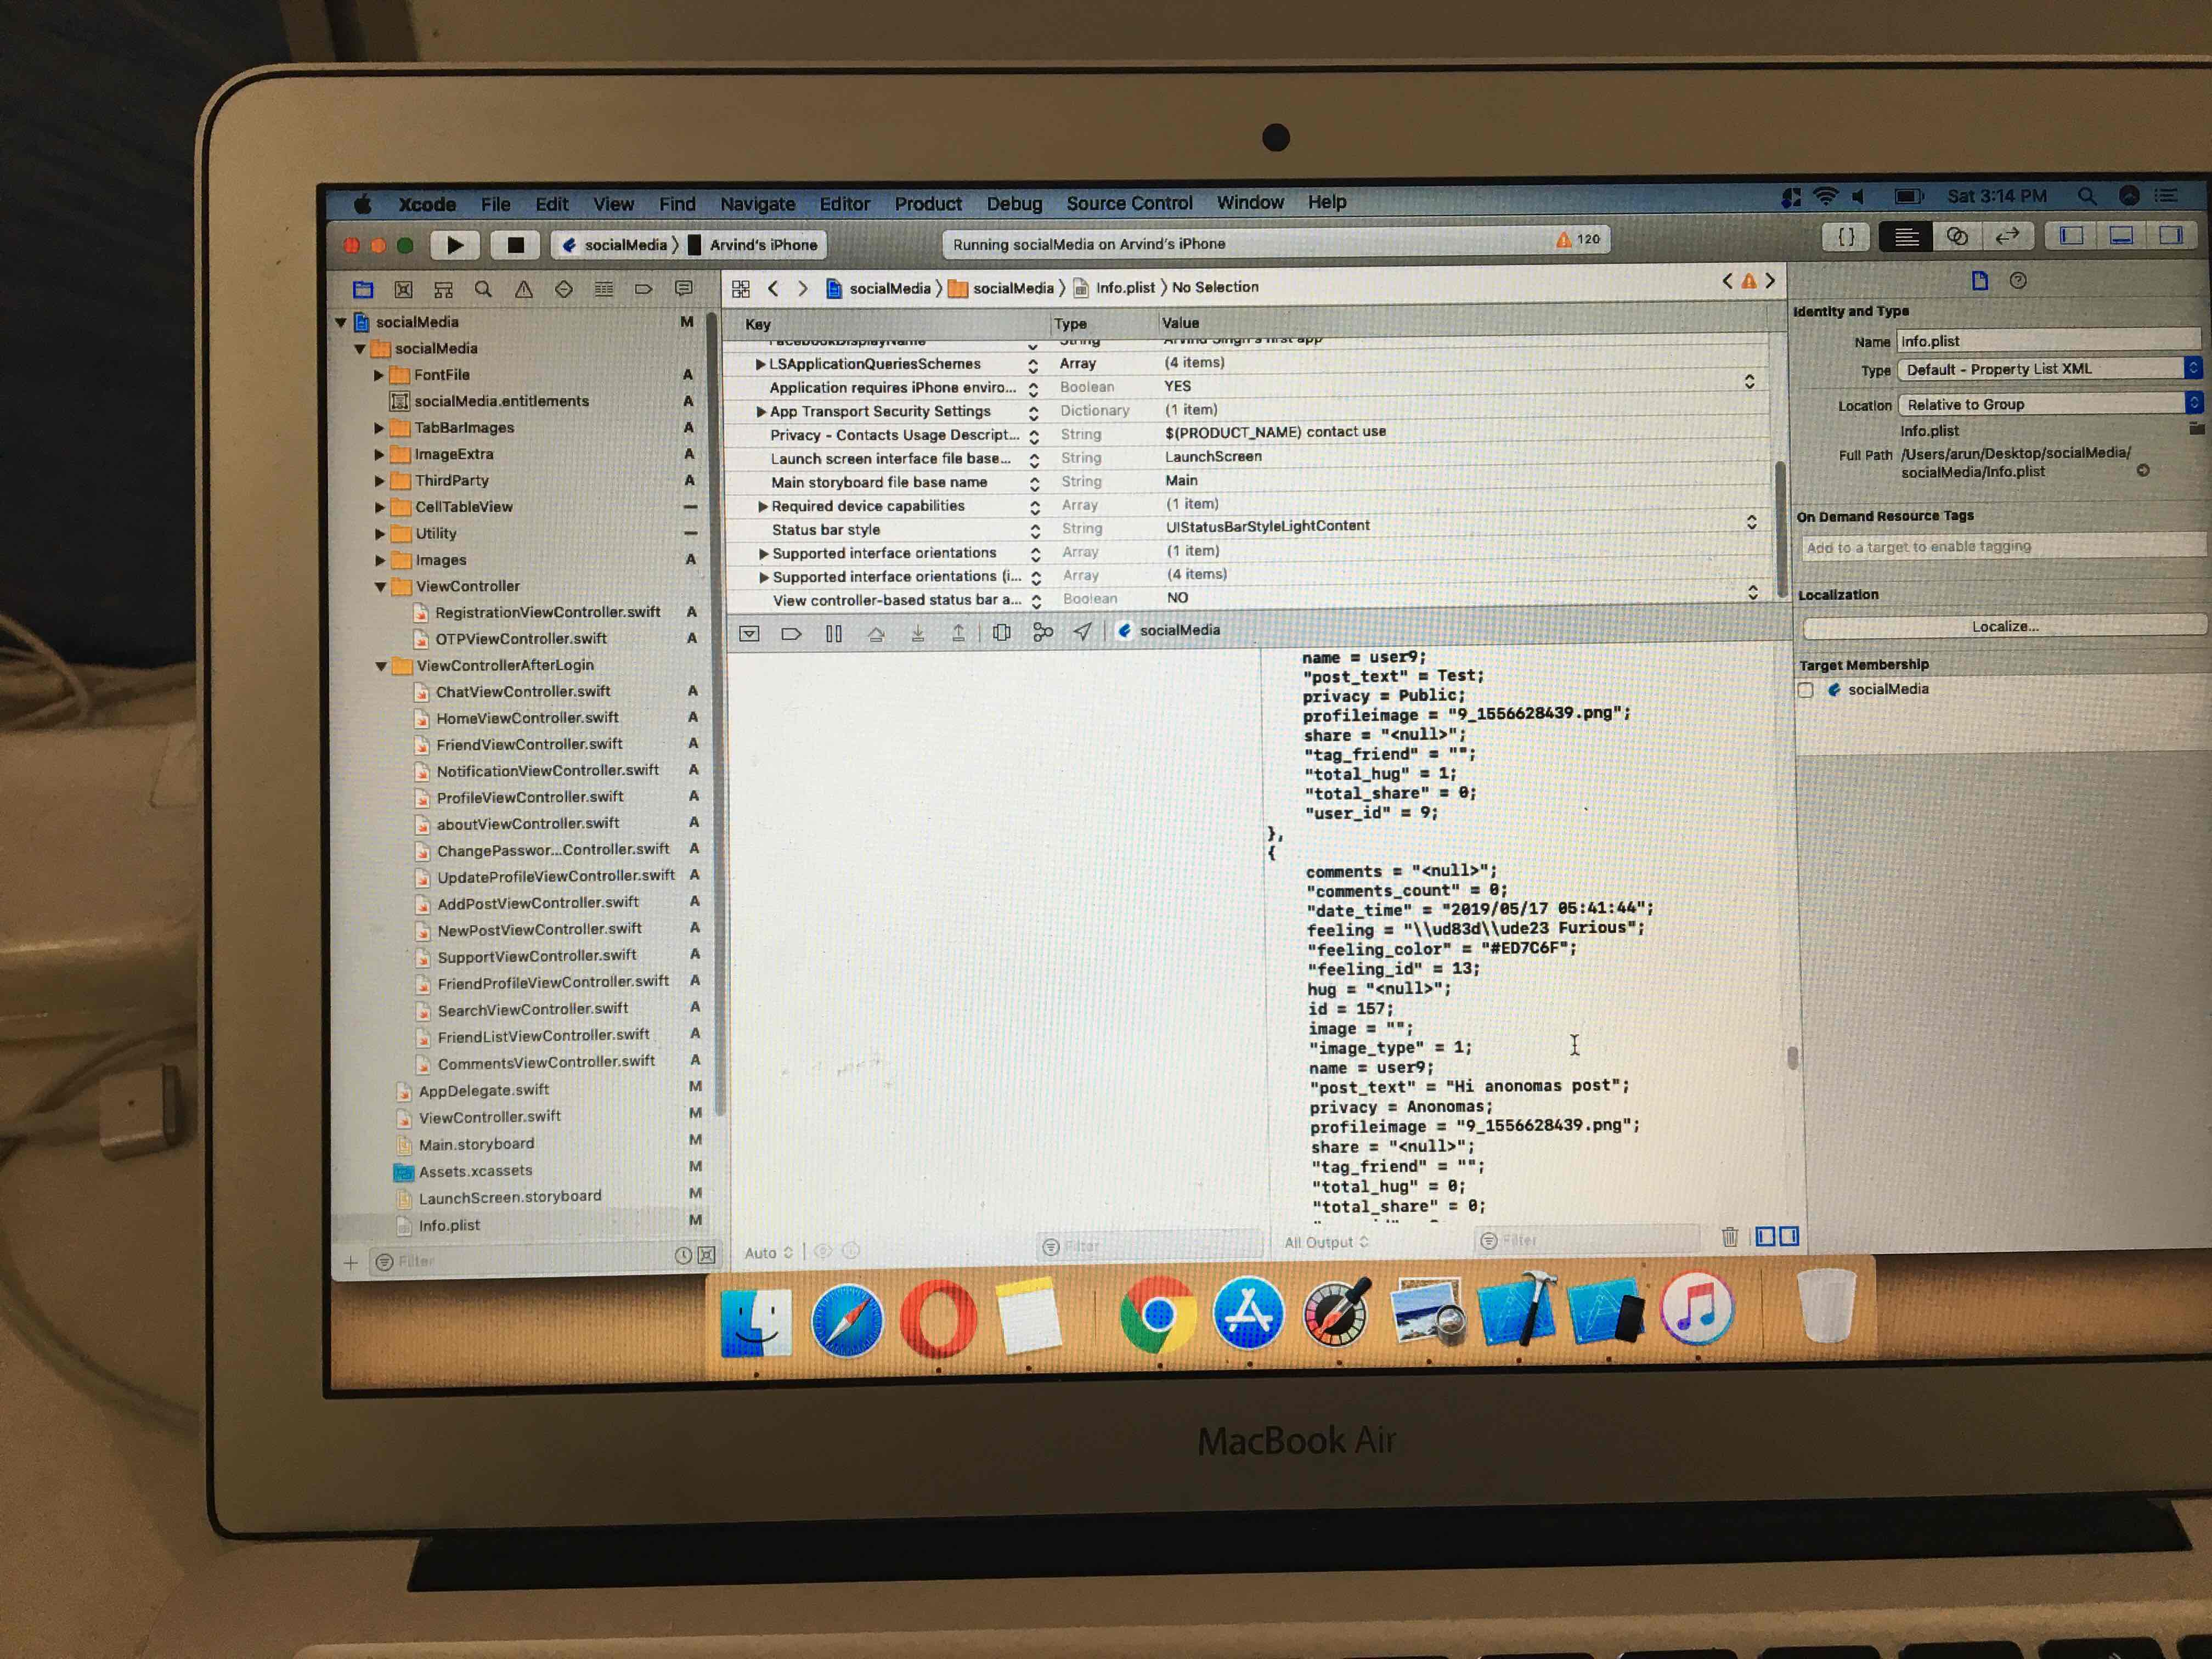 Xcode File Edit View Find Navigate Editor Product Debug Source Control Window Help Sat 3:14 PM
socialMedia Arvind's iPhone
Running socialMedia on Arvind's iPhone 120
socialMedia socialMedia Info.plist No Selection
socialMedia M
socialMedia
FontFile A
socialMedia.entitlements A
TabBarImages A
ImageExtra A
ThirdParty A
CellTableView
Utility
Images A
ViewController
RegistrationViewController.swift A
OTPViewController.swift A
ViewControllerAfterLogin
ChatViewController.swift A
HomeViewController.swift A
FriendViewController.swift A
NotificationViewController.swift A
ProfileViewController.swift A
aboutViewController.swift A
ChangePasswor...Controller.swift A
UpdateProfileViewController.swift A
AddPostViewController.swift A
NewPostViewController.swift A
SupportViewController.swift A
FriendProfileViewController.swift A
SearchViewController.swift A
FriendListViewController.swift A
CommentsViewController.swift A
AppDelegate.swift M
ViewController.swift M
Main.storyboard M
Assets.xcassets M
LaunchScreen.storyboard M
Info.plist M
Filter
Key Type Value
FacebookDisplayName String Arvind Singh's first app
LSApplicationQueriesSchemes Array (4 items)
Application requires iPhone enviro... Boolean YES
App Transport Security Settings Dictionary (1 item)
Privacy - Contacts Usage Descript... String $(PRODUCT_NAME) contact use
Launch screen interface file base... String LaunchScreen
Main storyboard file base name String Main
Required device capabilities Array (1 item)
Status bar style String UIStatusBarStyleLightContent
Supported interface orientations Array (1 item)
Supported interface orientations (i... Array (4 items)
View controller-based status bar a... Boolean NO
socialMedia
name = user9;
"post_text" = Test;
privacy = Public;
profileimage = "9_1556628439.png";
share = "<null>";
"tag_friend" = "";
"total_hug" = 1;
"total_share" = 0;
"user_id" = 9;
},
{
comments = "<null>";
"comments_count" = 0;
"date_time" = "2019/05/17 05:41:44";
feeling = "\\ud83d\\ude23 Furious";
"feeling_color" = "#ED7C6F";
"feeling_id" = 13;
hug = "<null>";
id = 157;
image = "";
"image_type" = 1;
name = user9;
"post_text" = "Hi anonomas post";
privacy = Anonomas;
profileimage = "9_1556628439.png";
share = "<null>";
"tag_friend" = "";
"total_hug" = 0;
"total_share" = 0;
Auto Filter All Output Filter
Identity and Type
Name Info.plist
Type Default - Property List XML
Location Relative to Group
Info.plist
Full Path /Users/arun/Desktop/socialMedia/
socialMedia/Info.plist
On Demand Resource Tags
Add to a target to enable tagging
Localization
Localize...
Target Membership
socialMedia
MacBook Air